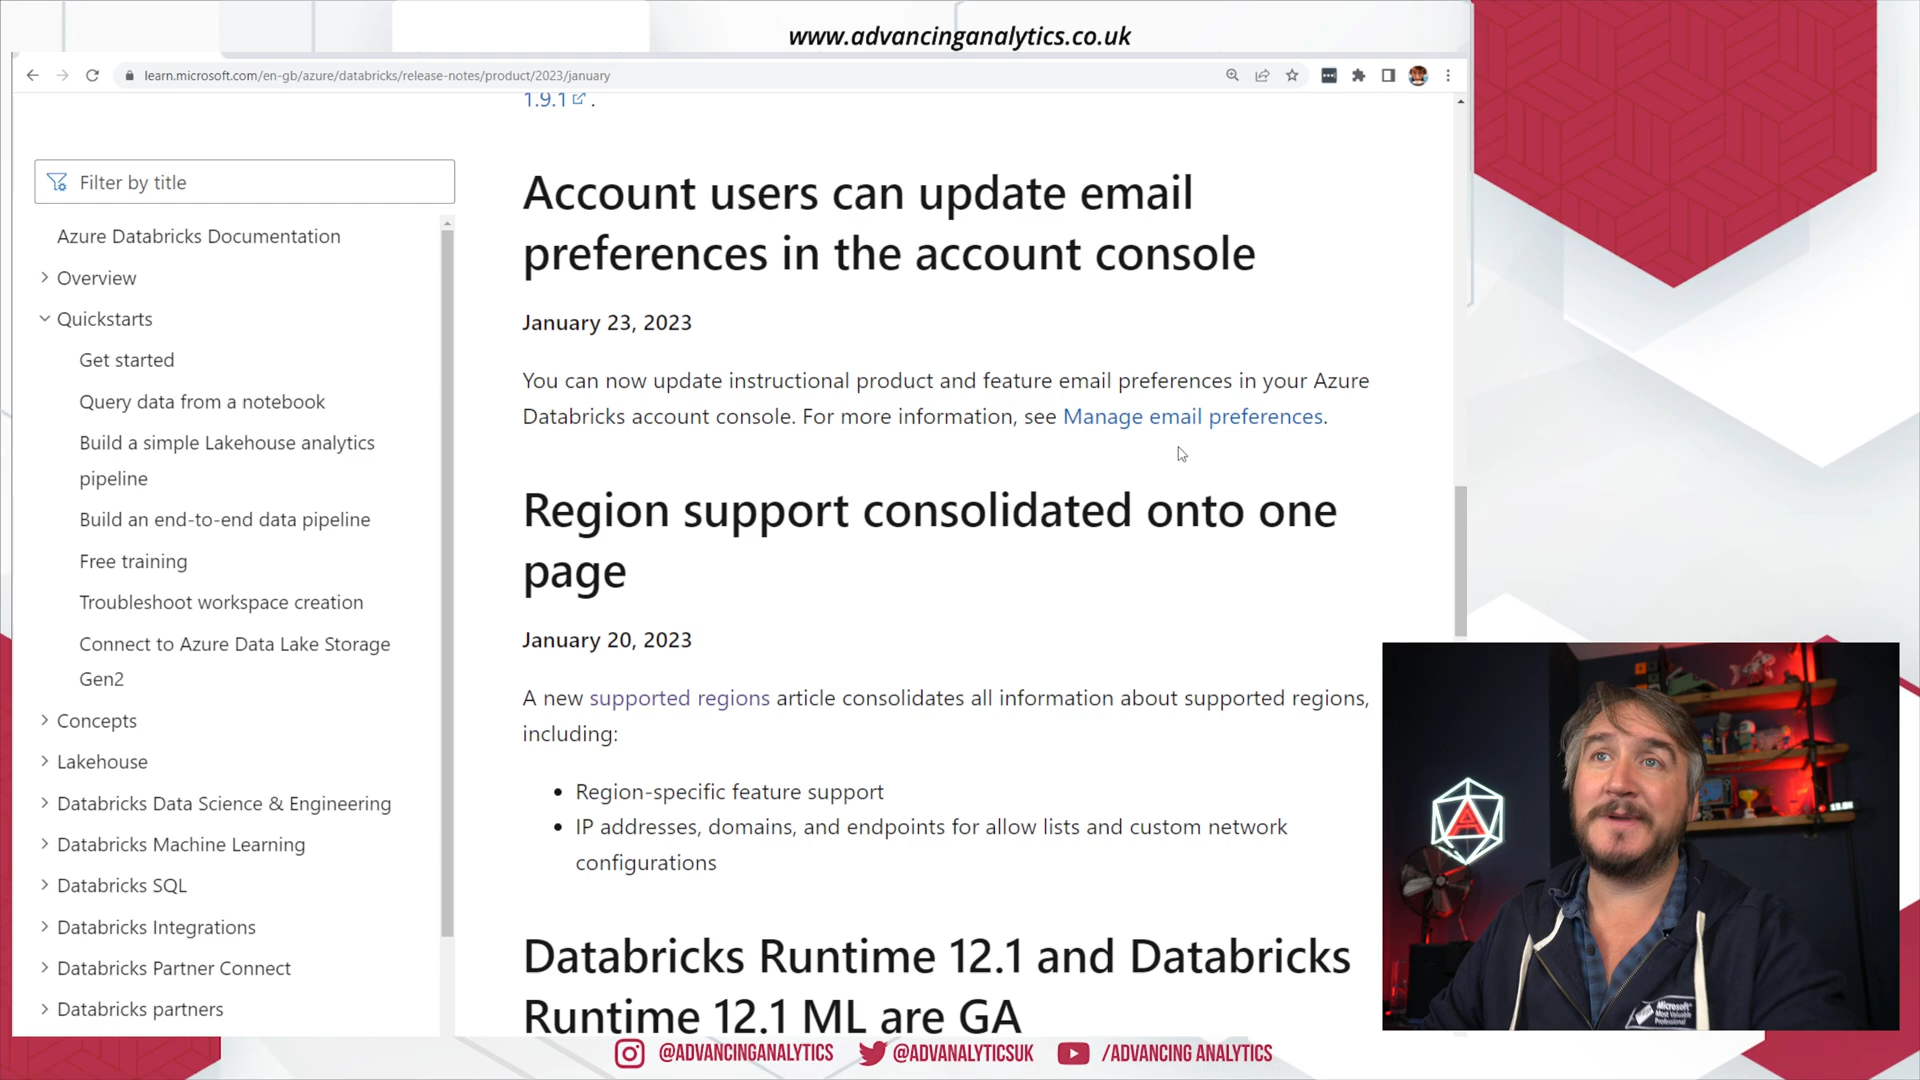 www.advancinganalytics.co.uk
learn.microsoft.com/en-gb/azure/databricks/release-notes/product/2023/january
1.9.1 .
Filter by title
Azure Databricks Documentation
Overview
Quickstarts
Get started
Query data from a notebook
Build a simple Lakehouse analytics
pipeline
Build an end-to-end data pipeline
Free training
Troubleshoot workspace creation
Connect to Azure Data Lake Storage
Gen2
Concepts
Lakehouse
Databricks Data Science & Engineering
Databricks Machine Learning
Databricks SQL
Databricks Integrations
Databricks Partner Connect
Databricks partners
Account users can update email
preferences in the account console
January 23, 2023
You can now update instructional product and feature email preferences in your Azure
Databricks account console. For more information, see Manage email preferences.
Region support consolidated onto one
page
January 20, 2023
A new supported regions article consolidates all information about supported regions,
including:
• Region-specific feature support
• IP addresses, domains, and endpoints for allow lists and custom network
configurations
Databricks Runtime 12.1 and Databricks
Runtime 12.1 ML are GA
A
Microsoft
Most Valuable
Professional
@ADVANCINGANALYTICS
@ADVANALYTICSUK
/ADVANCING ANALYTICS